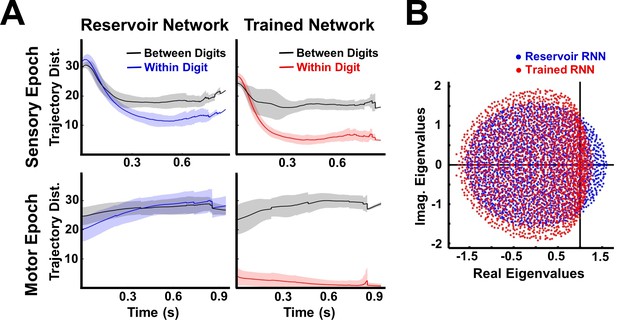 A
Reservoir Network
Trained Network
B
Sensory Epoch
Trajectory Dist.
30
20
10
Between Digits
Within Digit
0.3
0.6
Between Digits
Within Digit
0.3
0.6
Motor Epoch
Trajectory Dist.
30
20
10
0.3
0.6
0.9
Time (s)
0.3
0.6
0.9
Time (s)
Reservoir RNN
Trained RNN
Imag. Eigenvalues
2
1
0
-1
-2
-1.5
-0.5
0.5
1.5
Real Eigenvalues